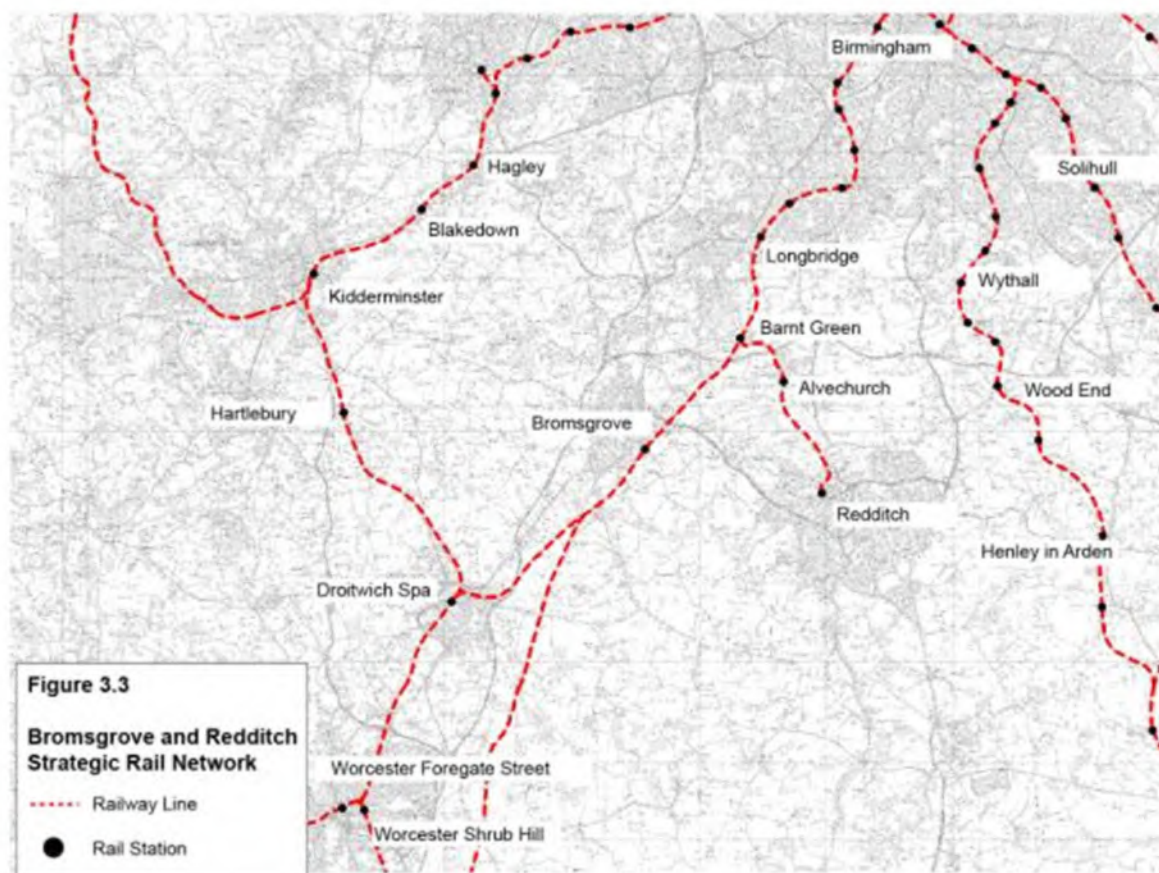 Birmingham
Hagley
Solihull
Blakedown
Longbridge
Wythall
Kidderminster
Barnt Green
Alvechurch
Wood End
Hartlebury
Bromsgrove
Redditch
Henley in Arden
Droitwich Spa
Figure 3.3
Bromsgrove and Redditch
Strategic Rail Network
Worcester Foregate Street
Railway Line
Worcester Shrub Hill
Rail Station